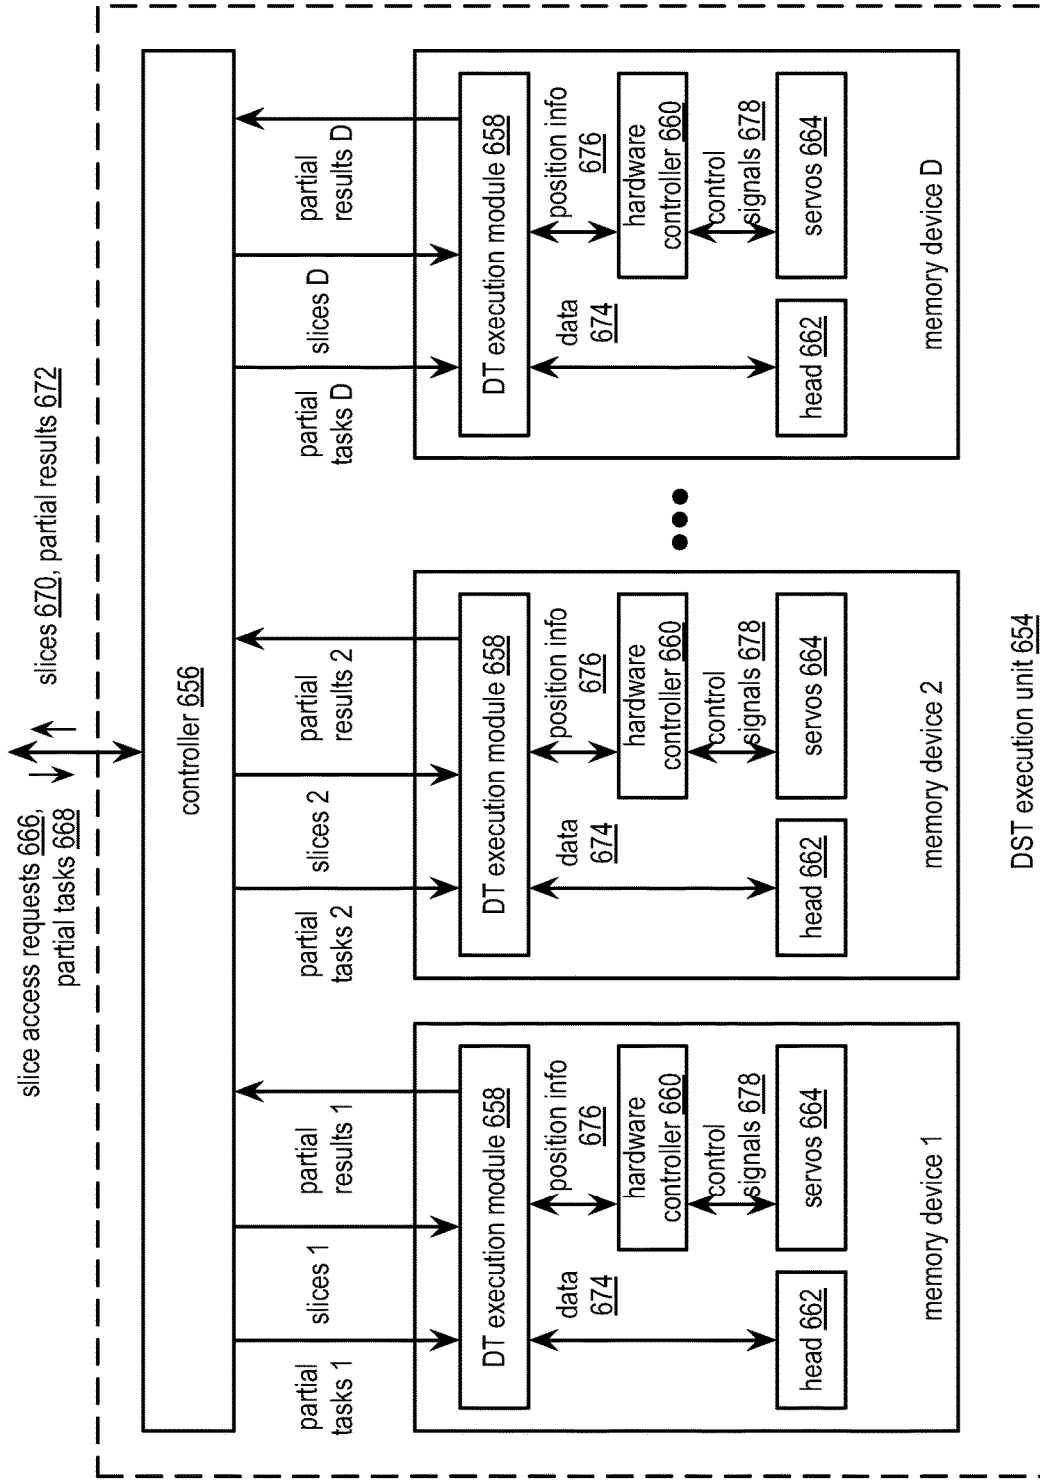 slice access requests 666,
partial tasks 668
slices 670, partial results 672
controller 656
partial
tasks 1
slices 1
partial
results 1
partial
tasks 2
slices 2
partial
results 2
partial
tasks D
slices D
partial
results D
DT execution module 658
data
674
position info
676
hardware
controller 660
control
signals 678
head 662
servos 664
memory device 1
DT execution module 658
data
674
position info
676
hardware
controller 660
control
signals 678
head 662
servos 664
memory device 2
DT execution module 658
data
674
position info
676
hardware
controller 660
control
signals 678
head 662
servos 664
memory device D
DST execution unit 654